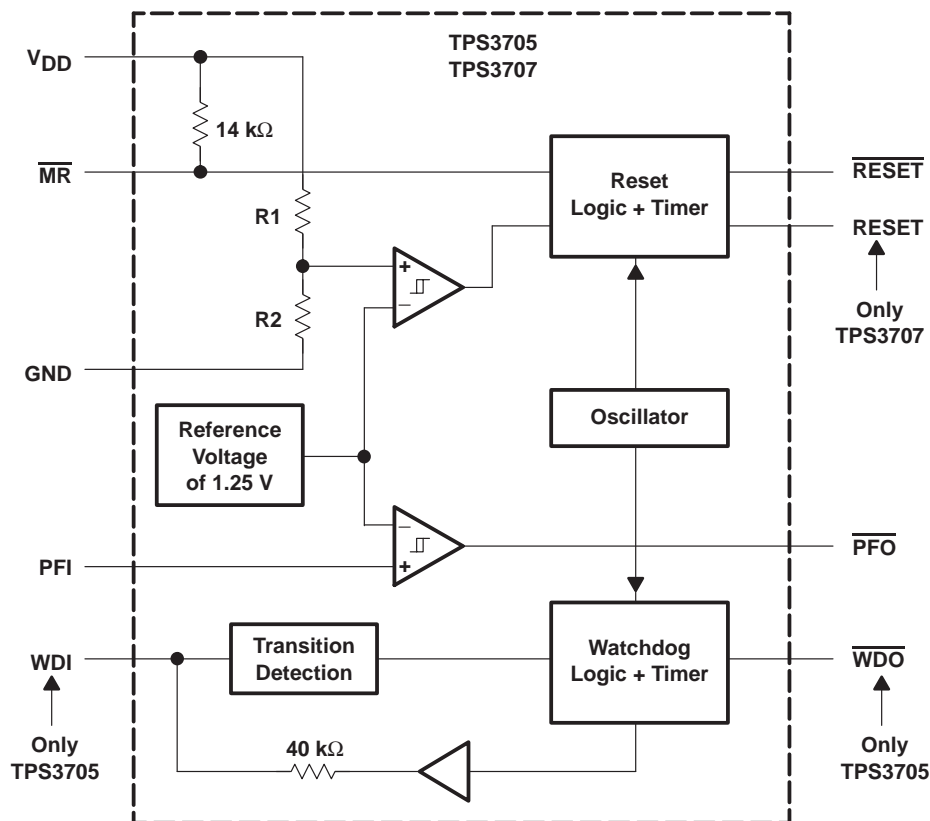 TPS3705
TPS3707
VDD
14 kΩ
MR
Reset
Logic + Timer
RESET
R1
RESET
+
–
R2
Only
TPS3707
GND
Oscillator
Reference
Voltage
of 1.25 V
–
+
PFO
PFI
WDI
Transition
Detection
Watchdog
Logic + Timer
WDO
Only
TPS3705
40 kΩ
Only
TPS3705